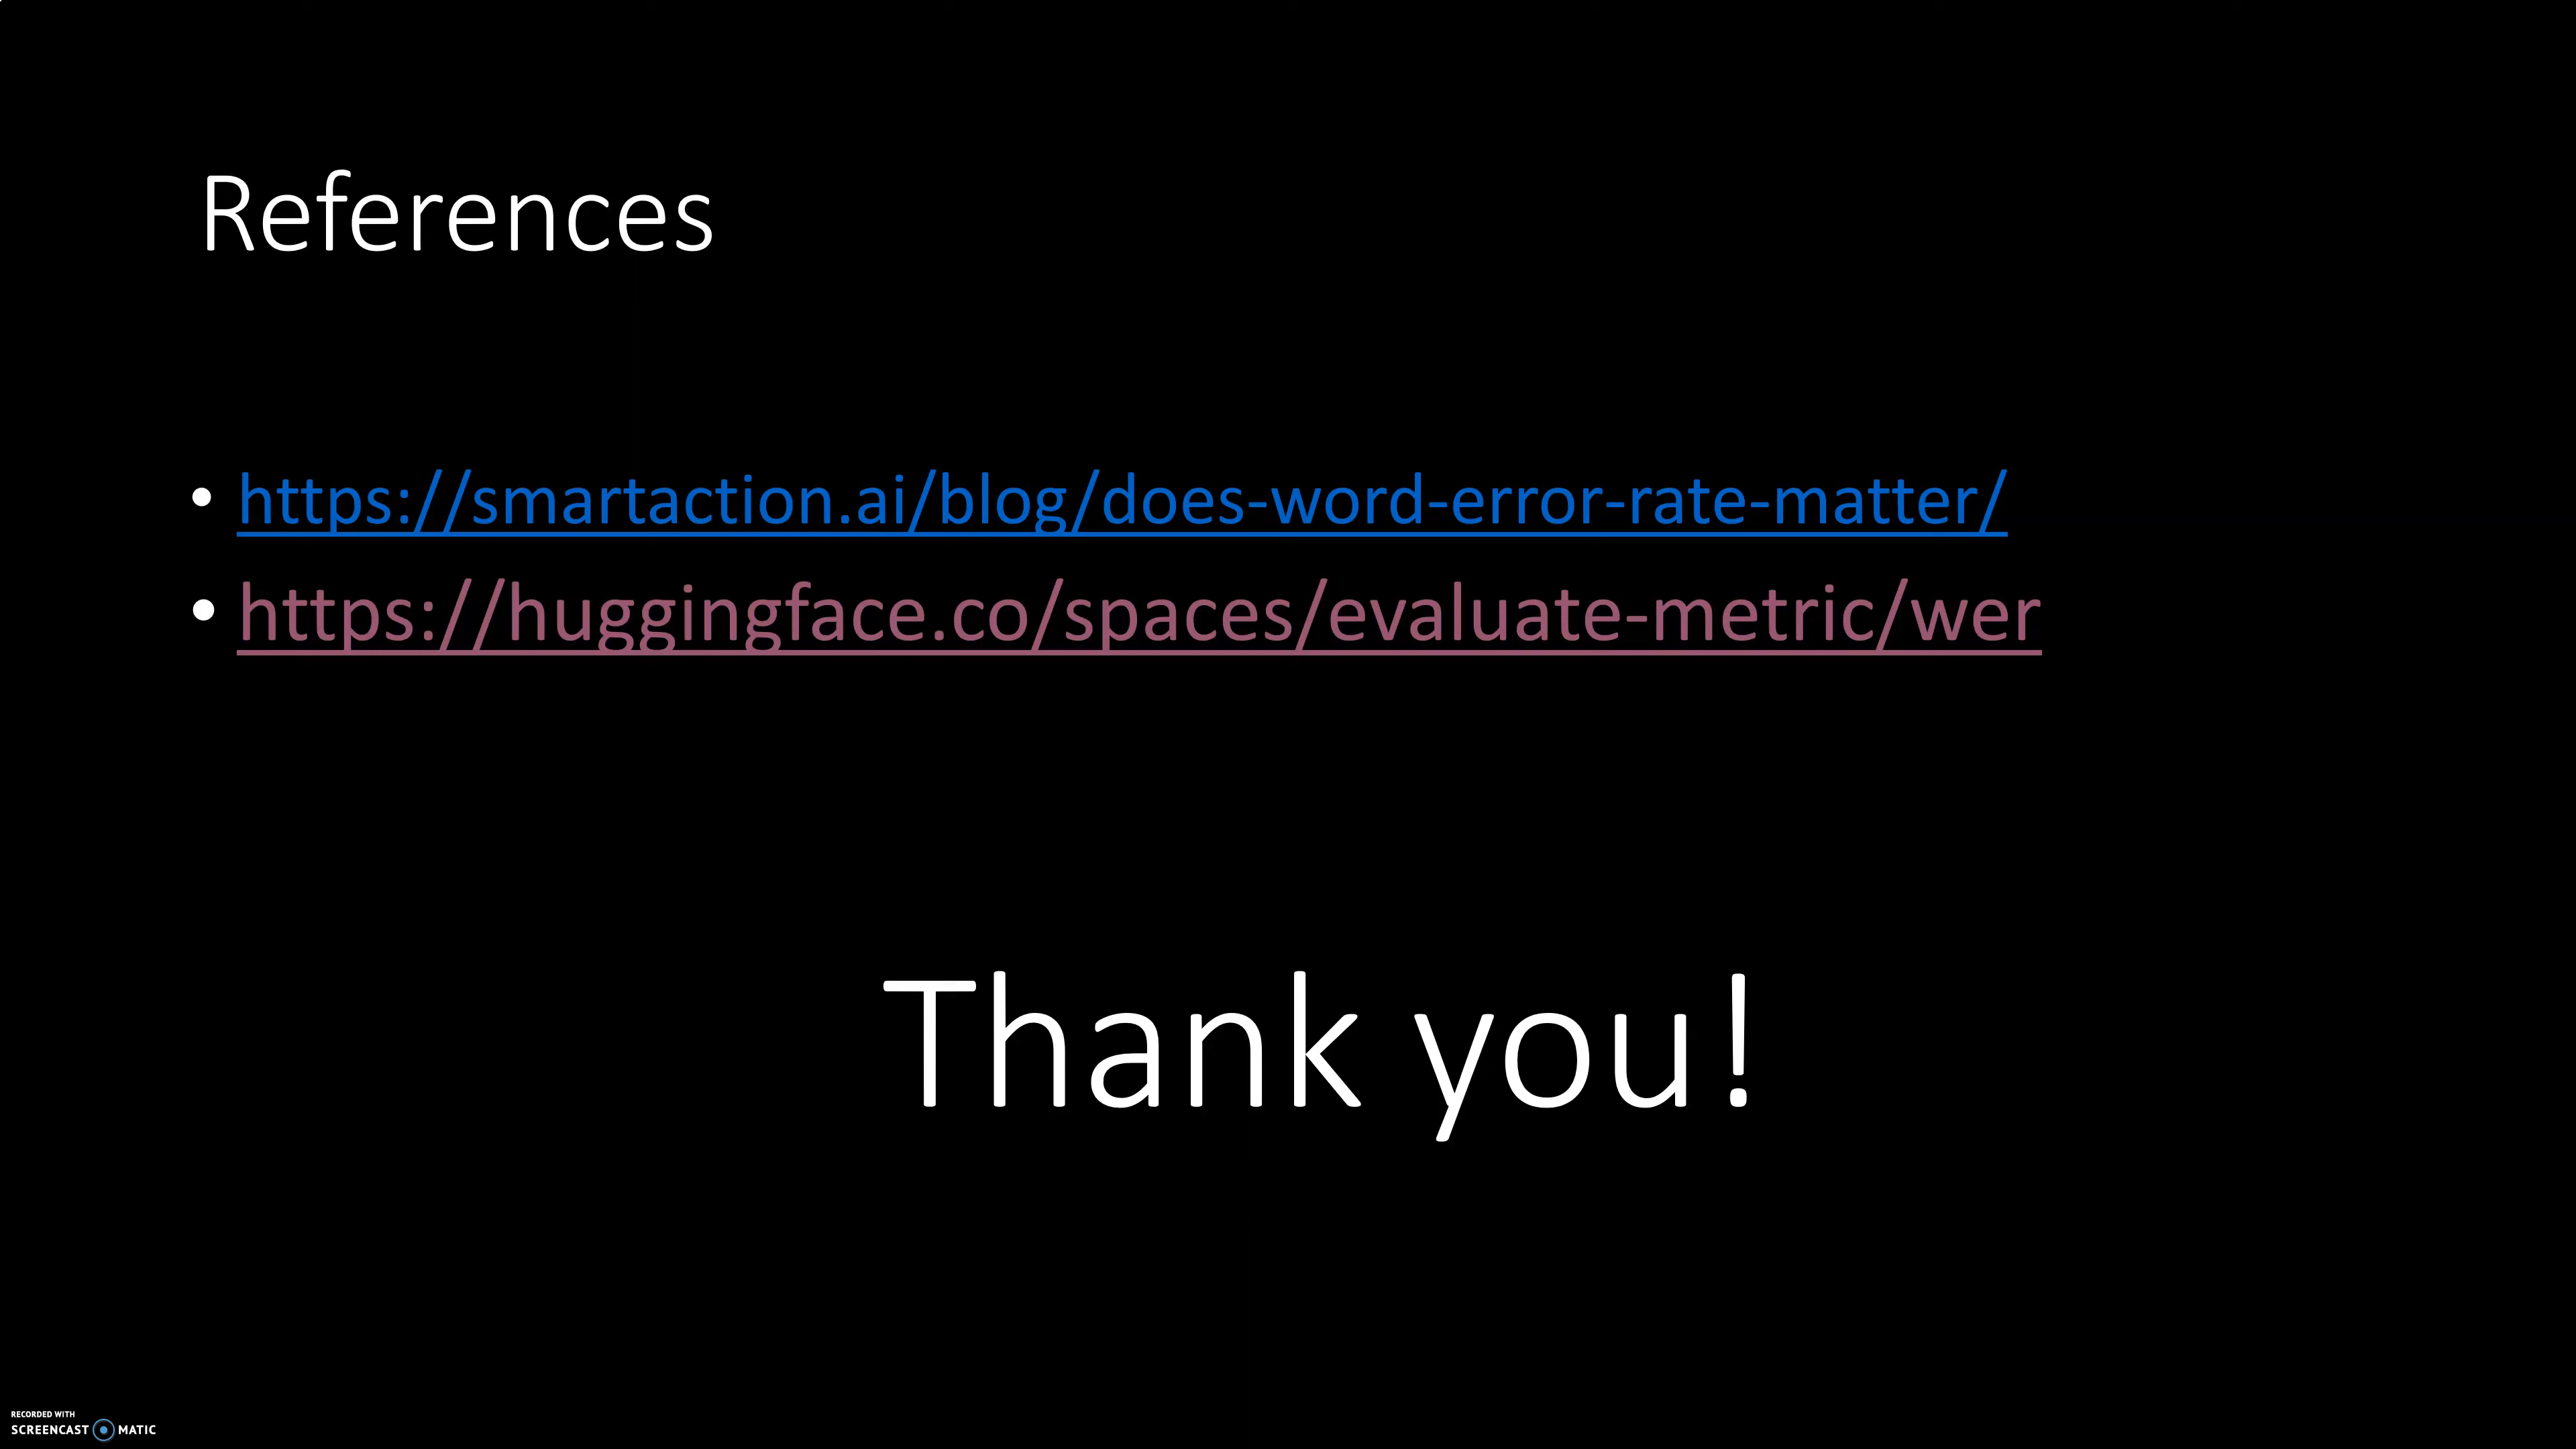 References
• https://smartaction.ai/blog/does-word-error-rate-matter/
• https://huggingface.co/spaces/evaluate-metric/wer
Thank you!
RECORDED WITH
SCREENCAST MATIC